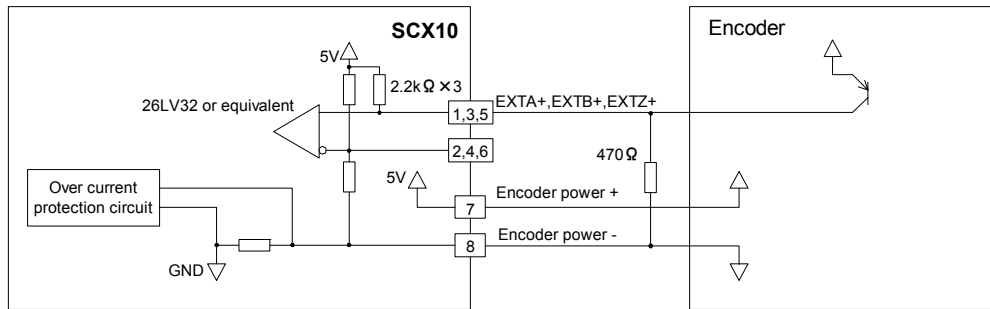 SCX10
Encoder
5V
2.2kΩ×3
26LV32 or equivalent
EXTA+,EXTB+,EXTZ+
1,3,5
2,4,6
470Ω
5V
Over current
protection circuit
Encoder power +
7
Encoder power -
8
GND